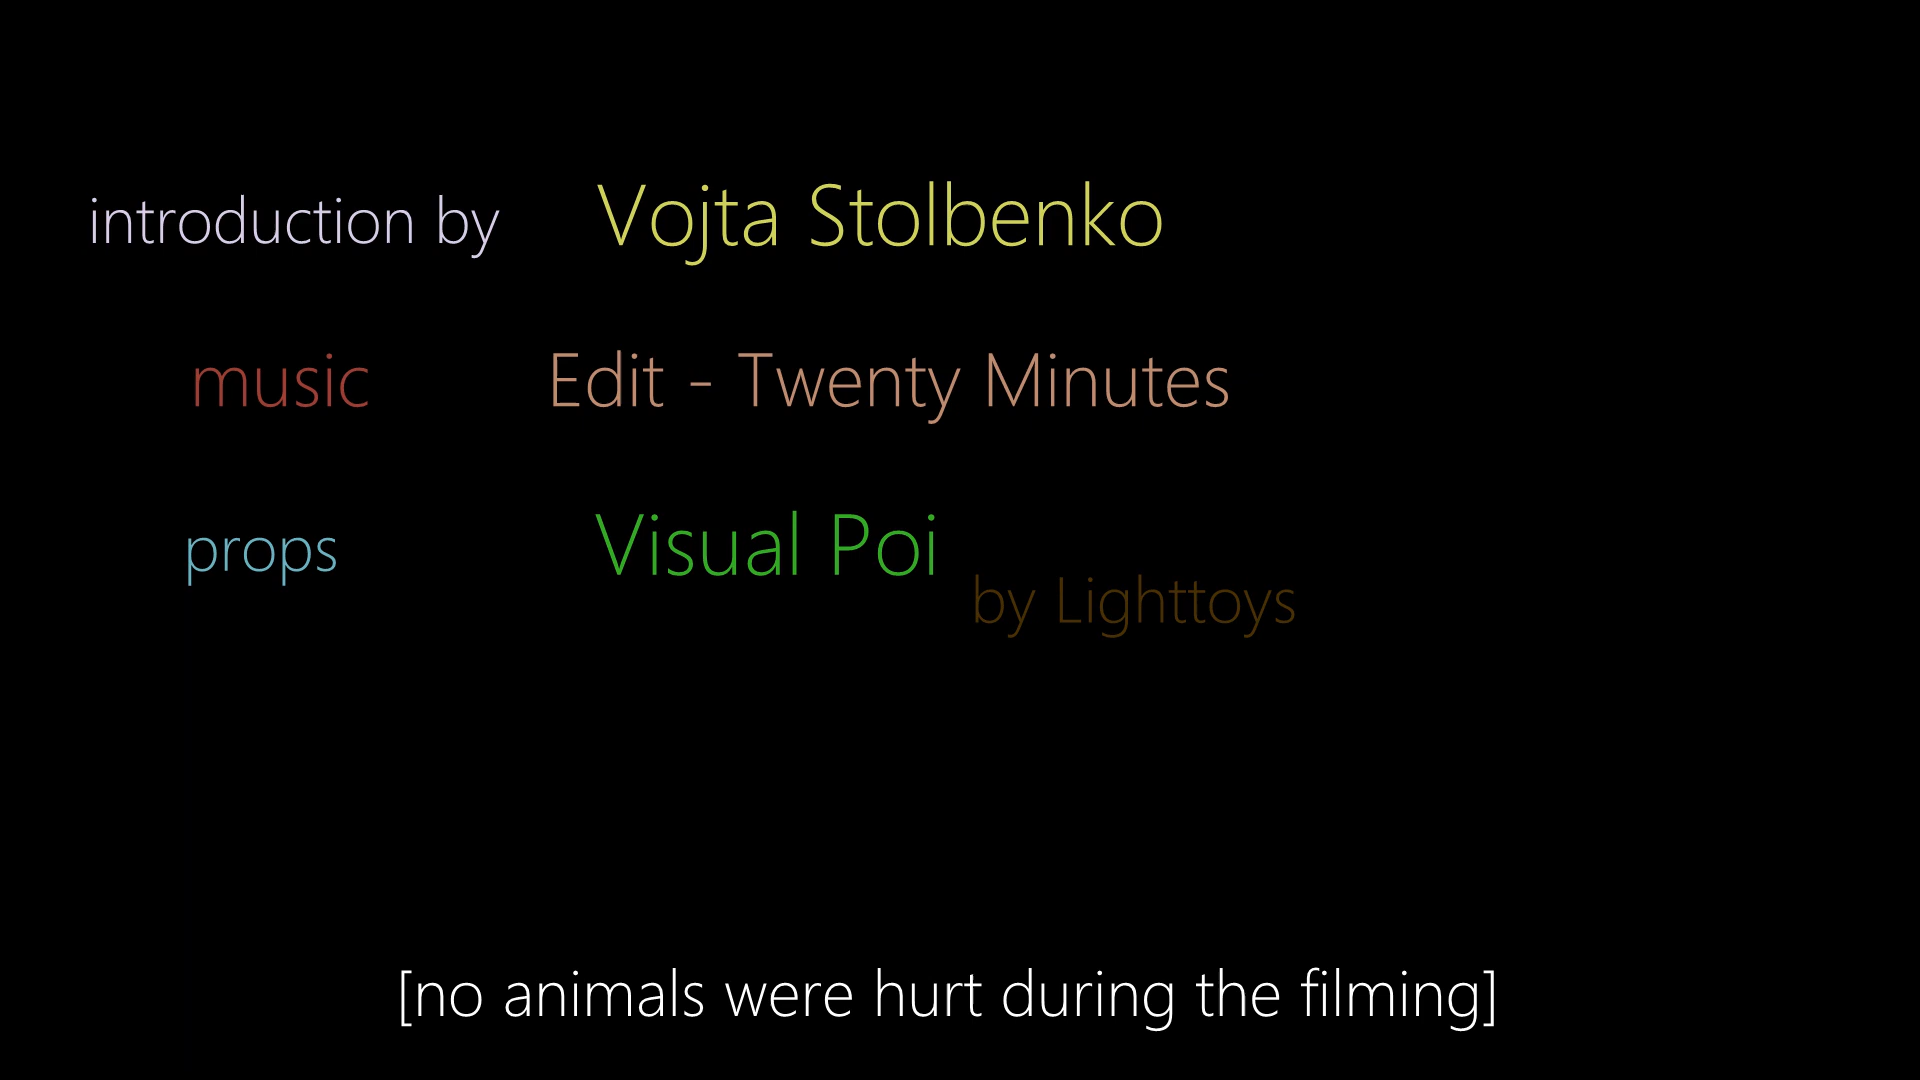 introduction by Vojta Stolbenko
music Edit - Twenty Minutes
props Visual Poi
by Lighttoys
[no animals were hurt during the filming]